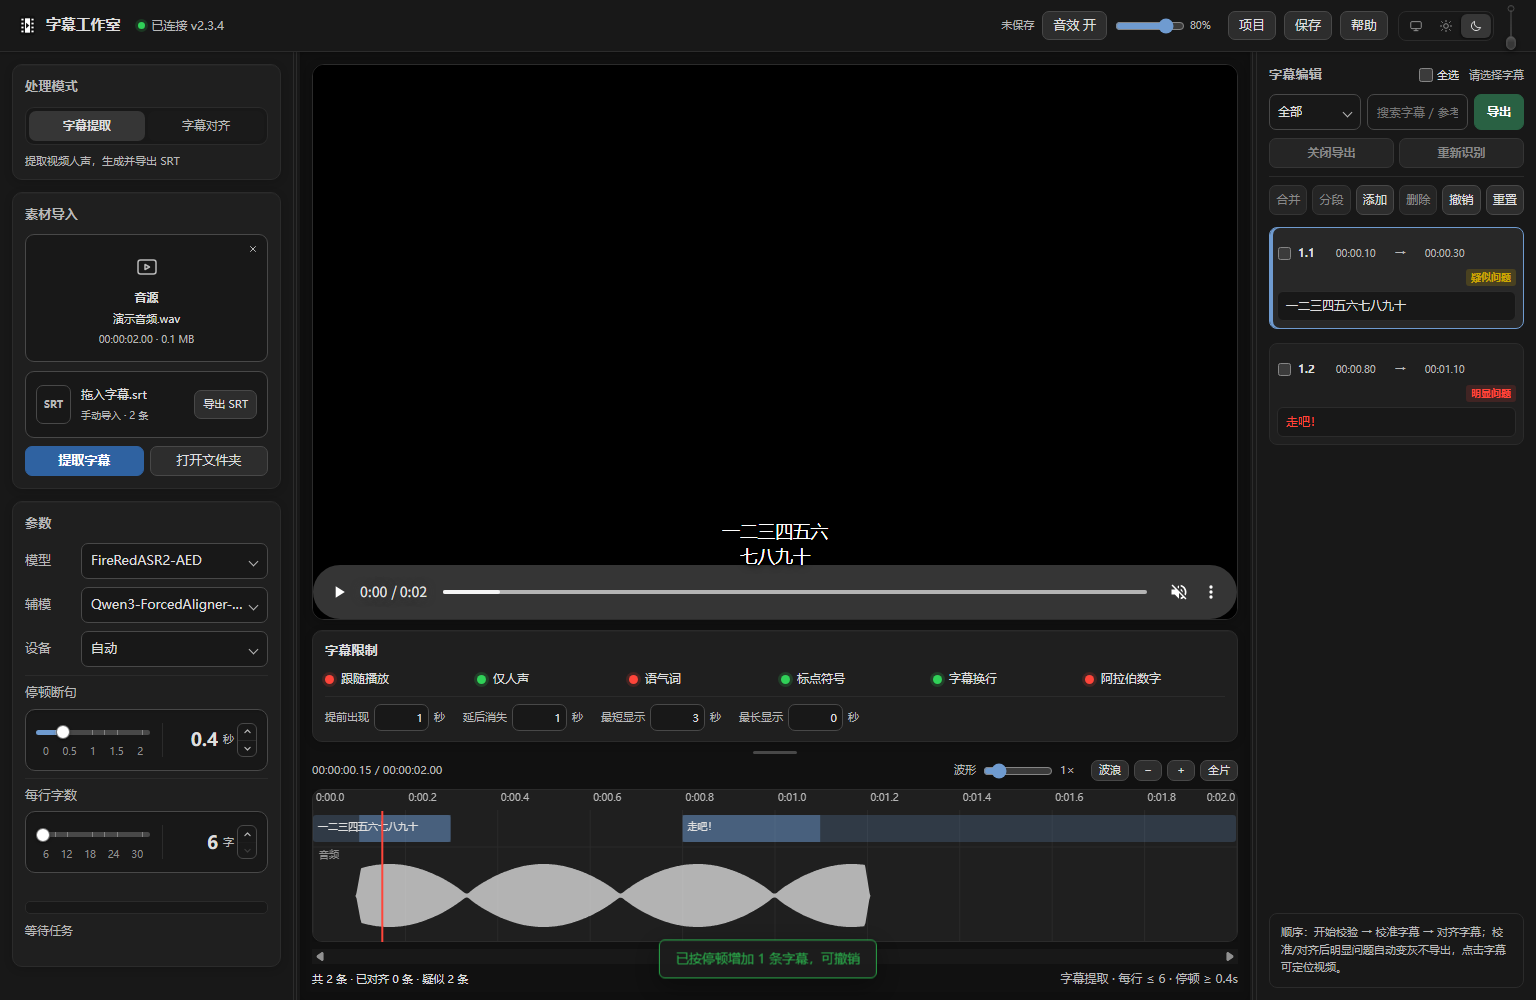 字幕工作室
已连接 v2.3.4
未保存
音效 开
80%
项目
保存
帮助
处理模式
字幕提取
字幕对齐
提取视频人声，生成并导出 SRT
素材导入
音源
演示音频.wav
00:00:02.00 · 0.1 MB
SRT
拖入字幕.srt
手动导入 · 2 条
导出 SRT
提取字幕
打开文件夹
参数
模型
FireRedASR2-AED
辅模
Qwen3-ForcedAligner-...
设备
自动
停顿断句
0 0.5 1 1.5 2
0.4 秒
每行字数
6 12 18 24 30
6 字
等待任务
一二三四五六
七八九十
0:00 / 0:02
字幕限制
跟随播放
仅人声
语气词
标点符号
字幕换行
阿拉伯数字
提前出现 1 秒
延后消失 1 秒
最短显示 3 秒
最长显示 0 秒
00:00:00.15 / 00:00:02.00
波形
1×
波浪
−
+
全片
0:00.0 0:00.2 0:00.4 0:00.6 0:00.8 0:01.0 0:01.2 0:01.4 0:01.6 0:01.8 0:02.0
一二三四五六七八九十
走吧！
音频
已按停顿增加 1 条字幕，可撤销
共 2 条 · 已对齐 0 条 · 疑似 2 条
字幕提取 · 每行 ≤ 6 · 停顿 ≥ 0.4s
字幕编辑
全选
请选择字幕
全部
搜索字幕 / 参考
导出
关闭导出
重新识别
合并
分段
添加
删除
撤销
重置
1.1 00:00.10 → 00:00.30
疑似问题
一二三四五六七八九十
1.2 00:00.80 → 00:01.10
明显问题
走吧！
顺序：开始校验 → 校准字幕 → 对齐字幕；校
准/对齐后明显问题自动变灰不导出，点击字幕
可定位视频。